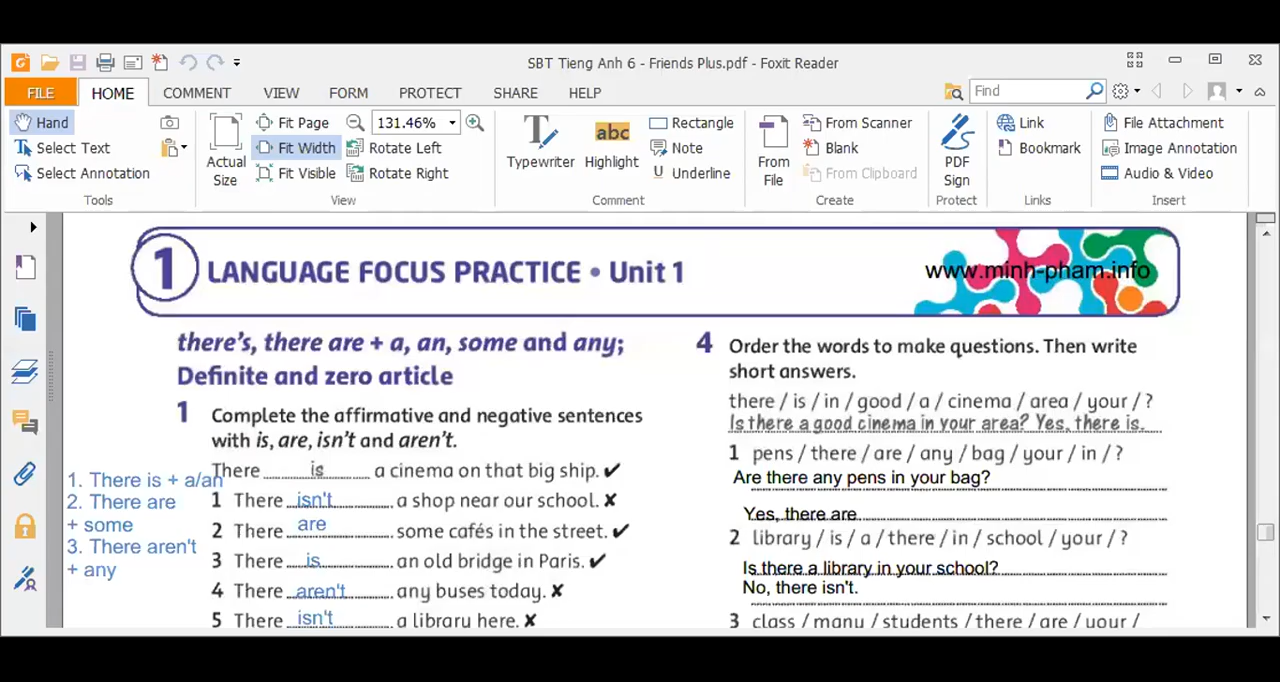 SBT Tieng Anh 6 - Friends Plus.pdf - Foxit Reader
FILE HOME COMMENT VIEW FORM PROTECT SHARE HELP Find
Hand
Select Text
Select Annotation
Tools
Actual Size
Fit Page
Fit Width
Fit Visible
131.46%
Rotate Left
Rotate Right
View
Typewriter
abc
Highlight
Rectangle
Note
U Underline
Comment
From File
From Scanner
Blank
From Clipboard
Create
PDF Sign
Protect
Link
Bookmark
Links
File Attachment
Image Annotation
Audio & Video
Insert
1 LANGUAGE FOCUS PRACTICE • Unit 1
www.minh-pham.info
there's, there are + a, an, some and any;
Definite and zero article
1 Complete the affirmative and negative sentences
with is, are, isn't and aren't.
There is a cinema on that big ship. ✔
1 There isn't a shop near our school. ✘
2 There are some cafés in the street. ✔
3 There is an old bridge in Paris. ✔
4 There aren't any buses today. ✘
5 There isn't a library here. ✘
1. There is + a/an
2. There are
+ some
3. There aren't
+ any
4 Order the words to make questions. Then write
short answers.
there / is / in / good / a / cinema / area / your / ?
Is there a good cinema in your area? Yes, there is.
1 pens / there / are / any / bag / your / in / ?
Are there any pens in your bag?
Yes, there are
2 library / is / a / there / in / school / your / ?
Is there a library in your school?
No, there isn't.
3 class / many / students / there / are / your /